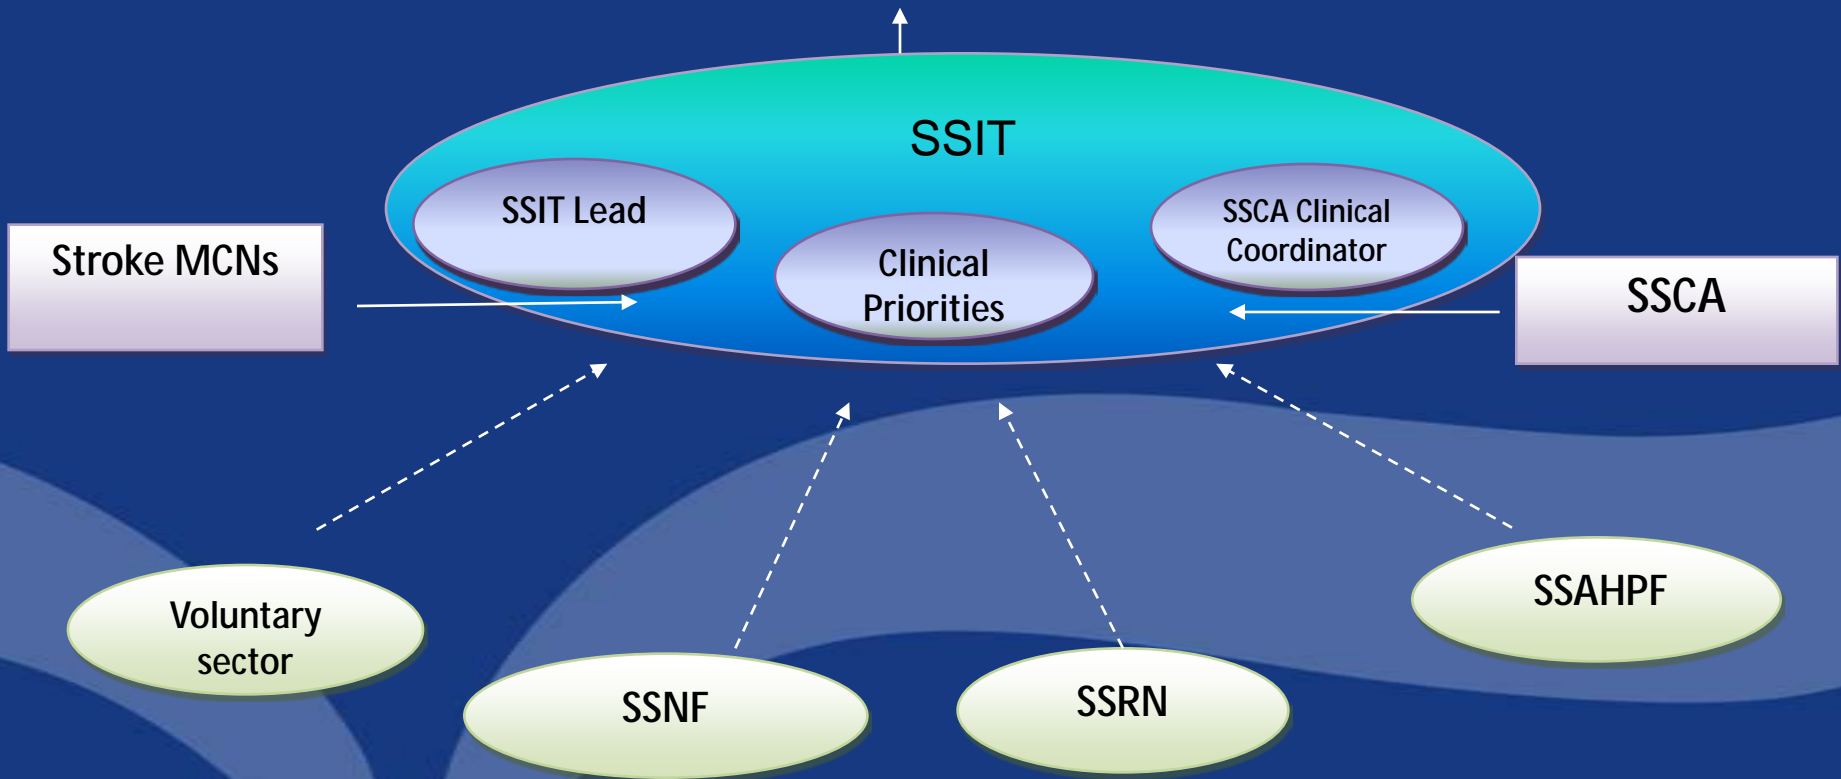 SSIT
SSIT Lead
Clinical
Priorities
SSCA Clinical
Coordinator
Stroke MCNs
SSCA
Voluntary
sector
SSNF
SSRN
SSAHPF